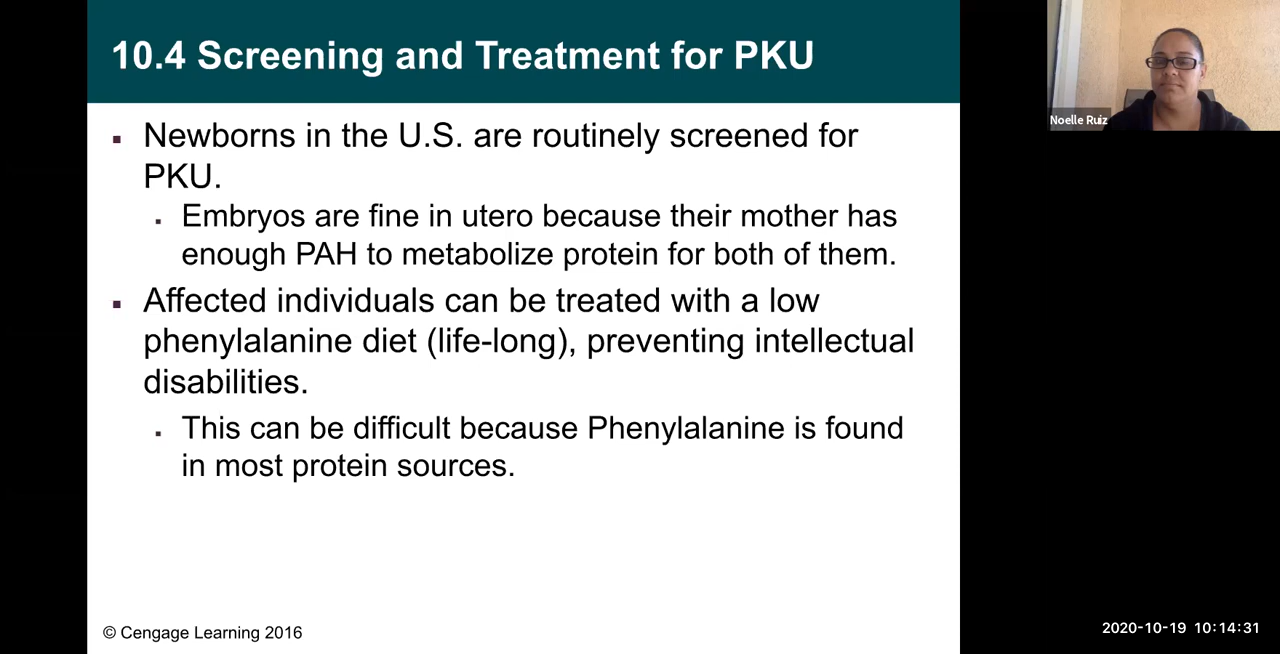 10.4 Screening and Treatment for PKU
▪ Newborns in the U.S. are routinely screened for
PKU.
▪ Embryos are fine in utero because their mother has
enough PAH to metabolize protein for both of them.
▪ Affected individuals can be treated with a low
phenylalanine diet (life-long), preventing intellectual
disabilities.
▪ This can be difficult because Phenylalanine is found
in most protein sources.
© Cengage Learning 2016
Noelle Ruiz
2020-10-19 10:14:31